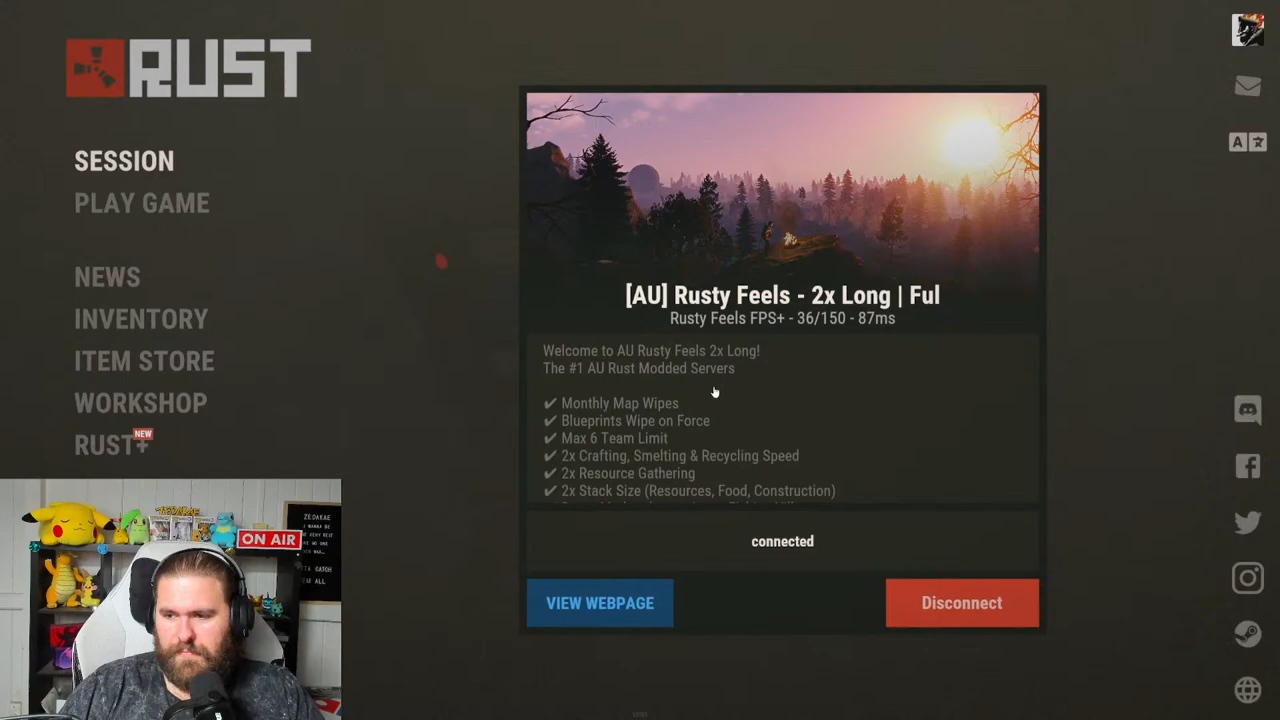 RUST
SESSION
PLAY GAME
NEWS
INVENTORY
ITEM STORE
WORKSHOP
RUST+
NEW
[AU] Rusty Feels - 2x Long | Ful
Rusty Feels FPS+ - 36/150 - 87ms
Welcome to AU Rusty Feels 2x Long!
The #1 AU Rust Modded Servers
✔ Monthly Map Wipes
✔ Blueprints Wipe on Force
✔ Max 6 Team Limit
✔ 2x Crafting, Smelting & Recycling Speed
✔ 2x Resource Gathering
✔ 2x Stack Size (Resources, Food, Construction)
connected
VIEW WEBPAGE
Disconnect
A
ON AIR
ZEDAKAE
I WANNA BE